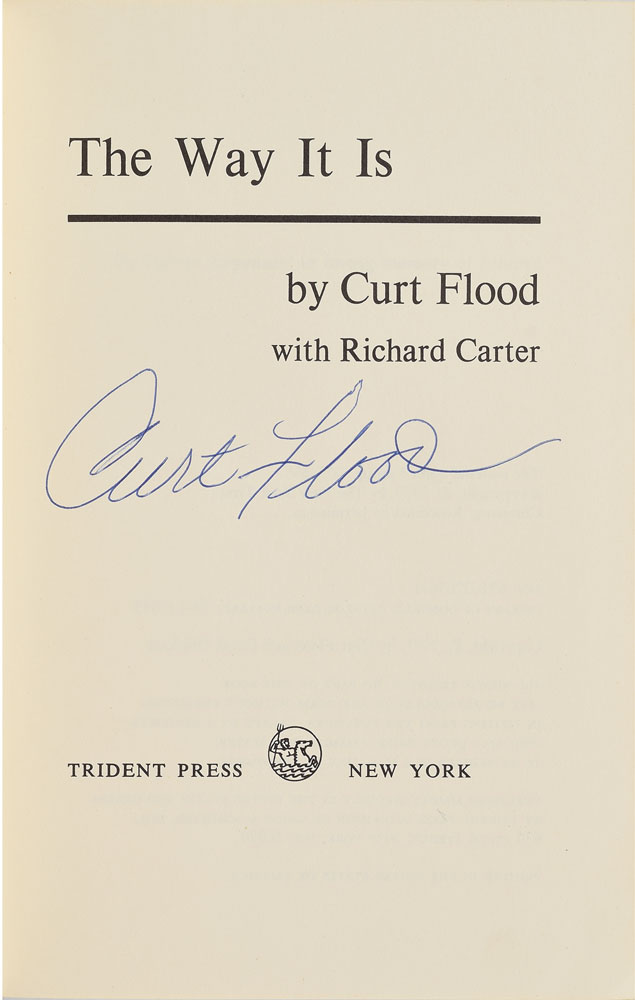 The Way It Is
by Curt Flood
with Richard Carter
Curt Flood
TRIDENT PRESS NEW YORK